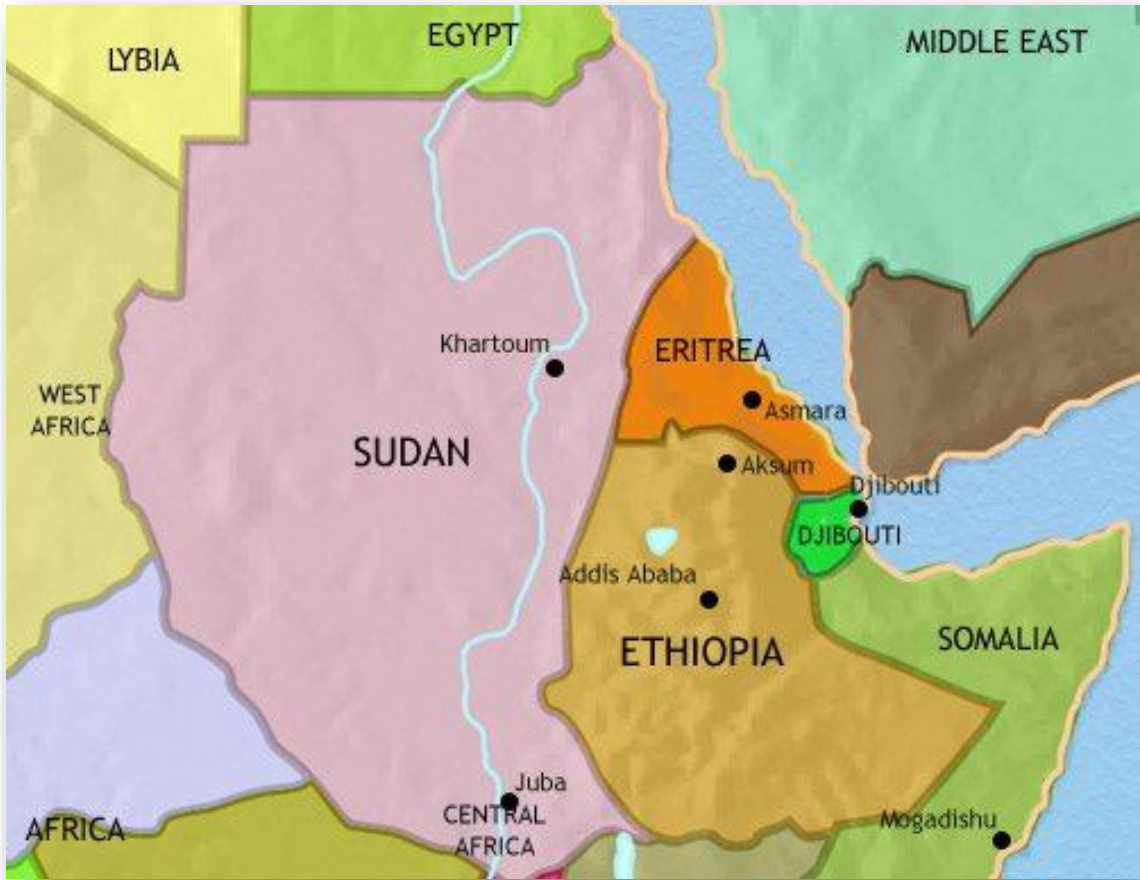 EGYPT
MIDDLE EAST
LYBIA
Khartoum
ERITREA
WEST
AFRICA
Asmara
SUDAN
Aksum
Djibouti
DJIBOUTI
Addis Ababa
SOMALIA
ETHIOPIA
Juba
CENTRAL
AFRICA
AFRICA
Mogadishu